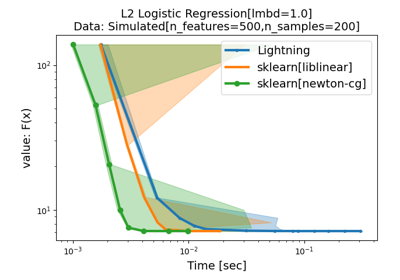 L2 Logistic Regression[lmbd=1.0]
Data: Simulated[n_features=500,n_samples=200]
Lightning
sklearn[liblinear]
sklearn[newton-cg]
value: F(x)
10²
10¹
10⁻³
10⁻²
10⁻¹
Time [sec]